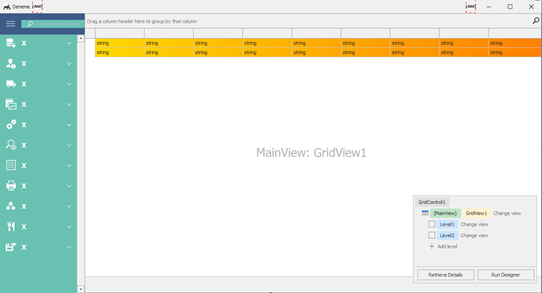 Deneme
Drag a column header here to group by that column
string string string string string string string string string
string string string string string string string string string
X
X
X
X
X
X
X
X
X
X
X
MainView: GridView1
GridControl1
(MainView) GridView1 Change view
Level1 Change view
Level2 Change view
Add level
Retrieve Details Run Designer